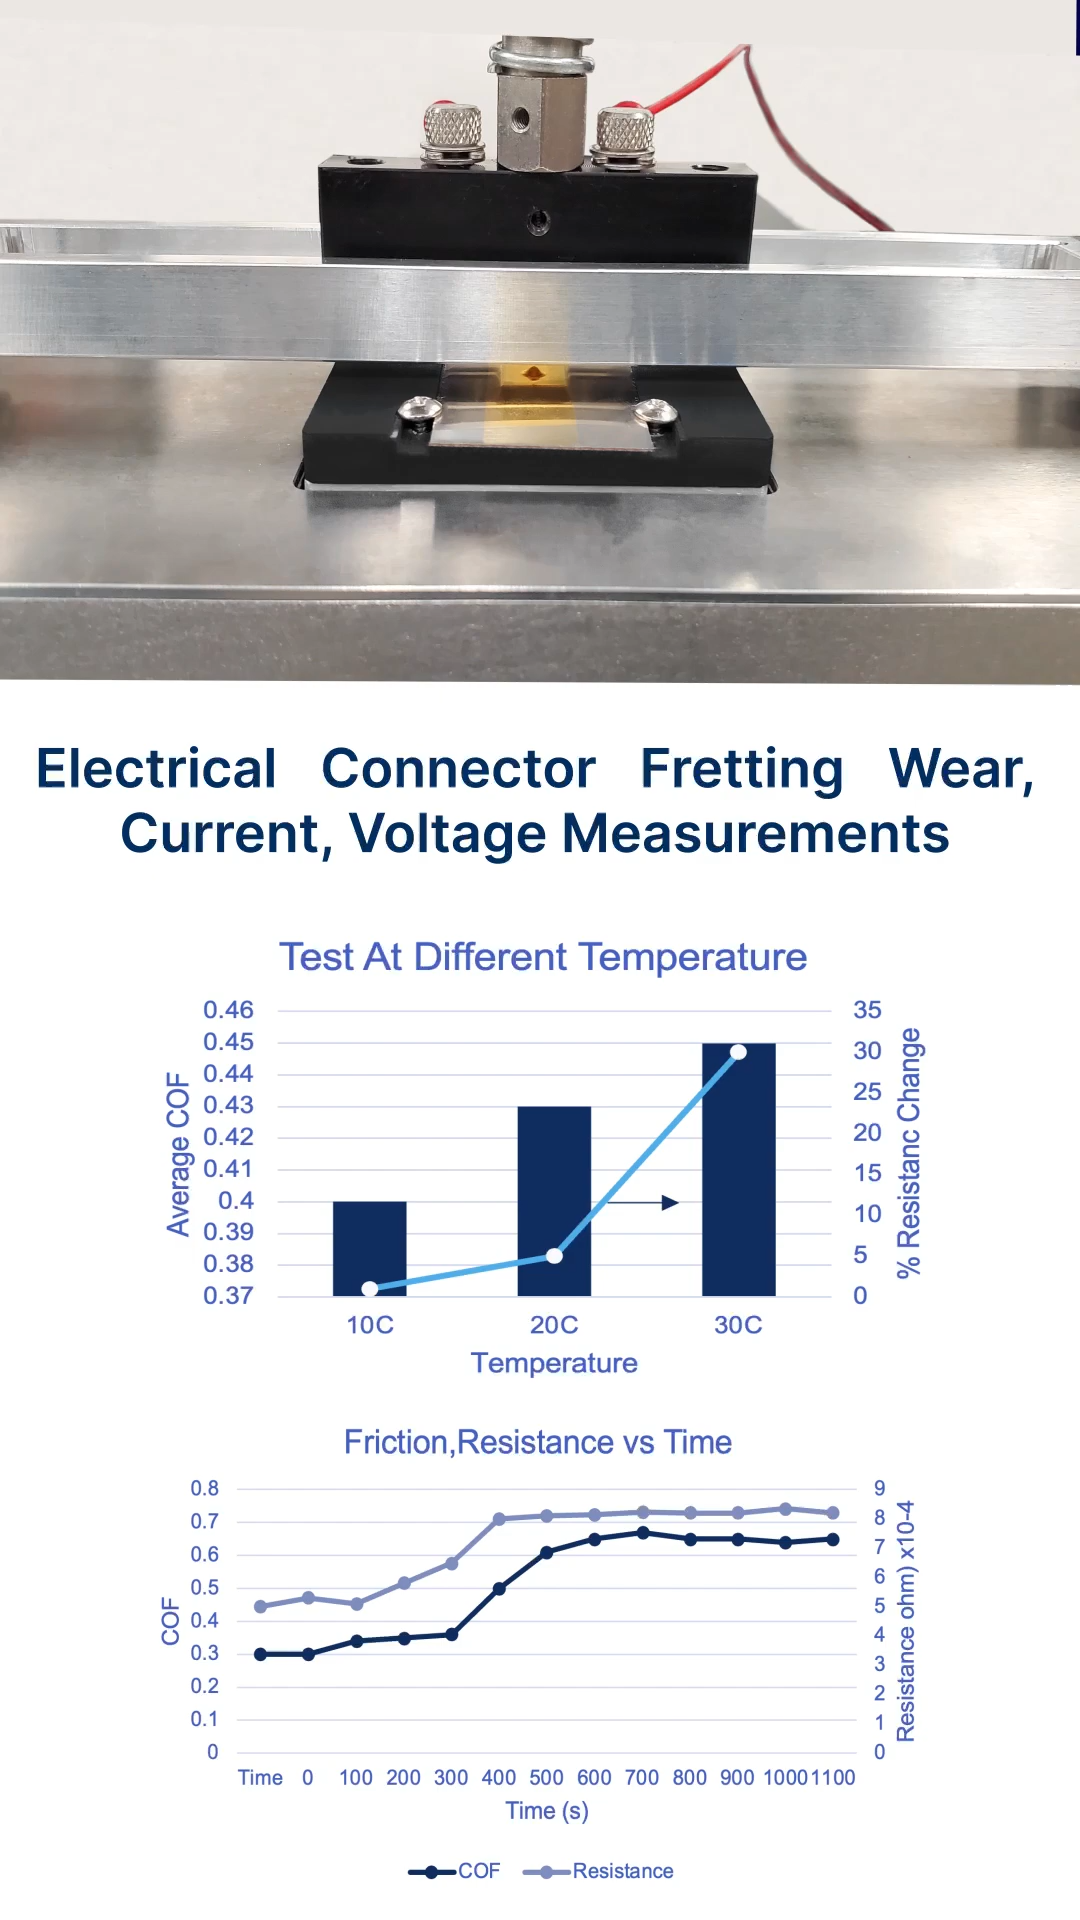 Electrical Connector Fretting Wear,
Current, Voltage Measurements
Test At Different Temperature
0.46
0.45
0.44
0.43
0.42
0.41
0.4
0.39
0.38
0.37
Average COF
35
30
25
20
15
10
5
0
% Resistanc Change
10C 20C 30C
Temperature
Friction,Resistance vs Time
0.8
0.7
0.6
0.5
0.4
0.3
0.2
0.1
0
COF
9
8
7
6
5
4
3
2
1
0
Resistance ohm) x10-4
Time 0 100 200 300 400 500 600 700 800 900 1000 1100
Time (s)
COF Resistance